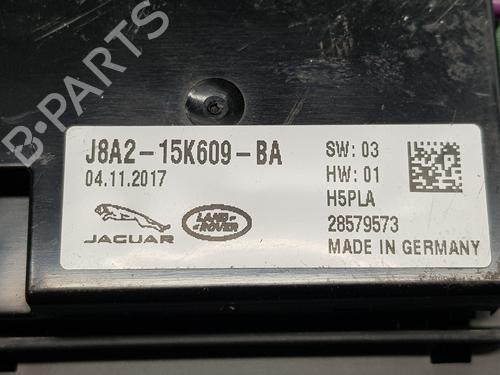 B-PARTS
J8A2-15K609-BA
04.11.2017
JAGUAR
LAND-
-ROVER
SW: 03
HW: 01
H5PLA
28579573
MADE IN GERMANY